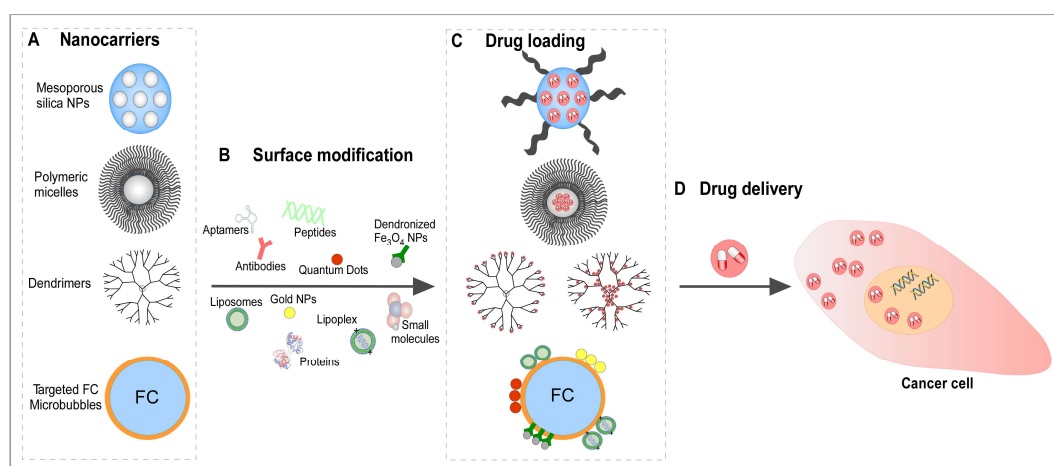 A Nanocarriers
Mesoporous
silica NPs
Polymeric
micelles
Dendrimers
Targeted FC
Microbubbles
FC
B Surface modification
Aptamers
Peptides
Dendronized
Fe3O4 NPs
Antibodies
Quantum Dots
Liposomes
Gold NPs
Lipoplex
Small
molecules
Proteins
C Drug loading
FC
D Drug delivery
Cancer cell